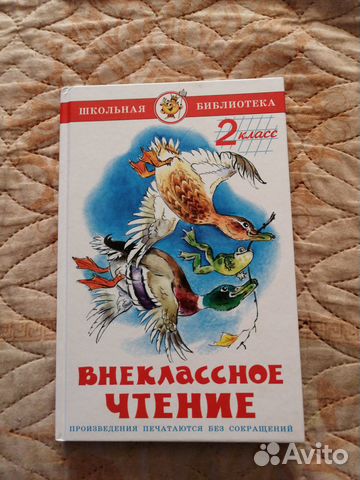 ШКОЛЬНАЯ БИБЛИОТЕКА
2 класс
ВНЕКЛАССНОЕ
ЧТЕНИЕ
ПРОИЗВЕДЕНИЯ ПЕЧАТАЮТСЯ БЕЗ СОКРАЩЕНИЙ
Avito